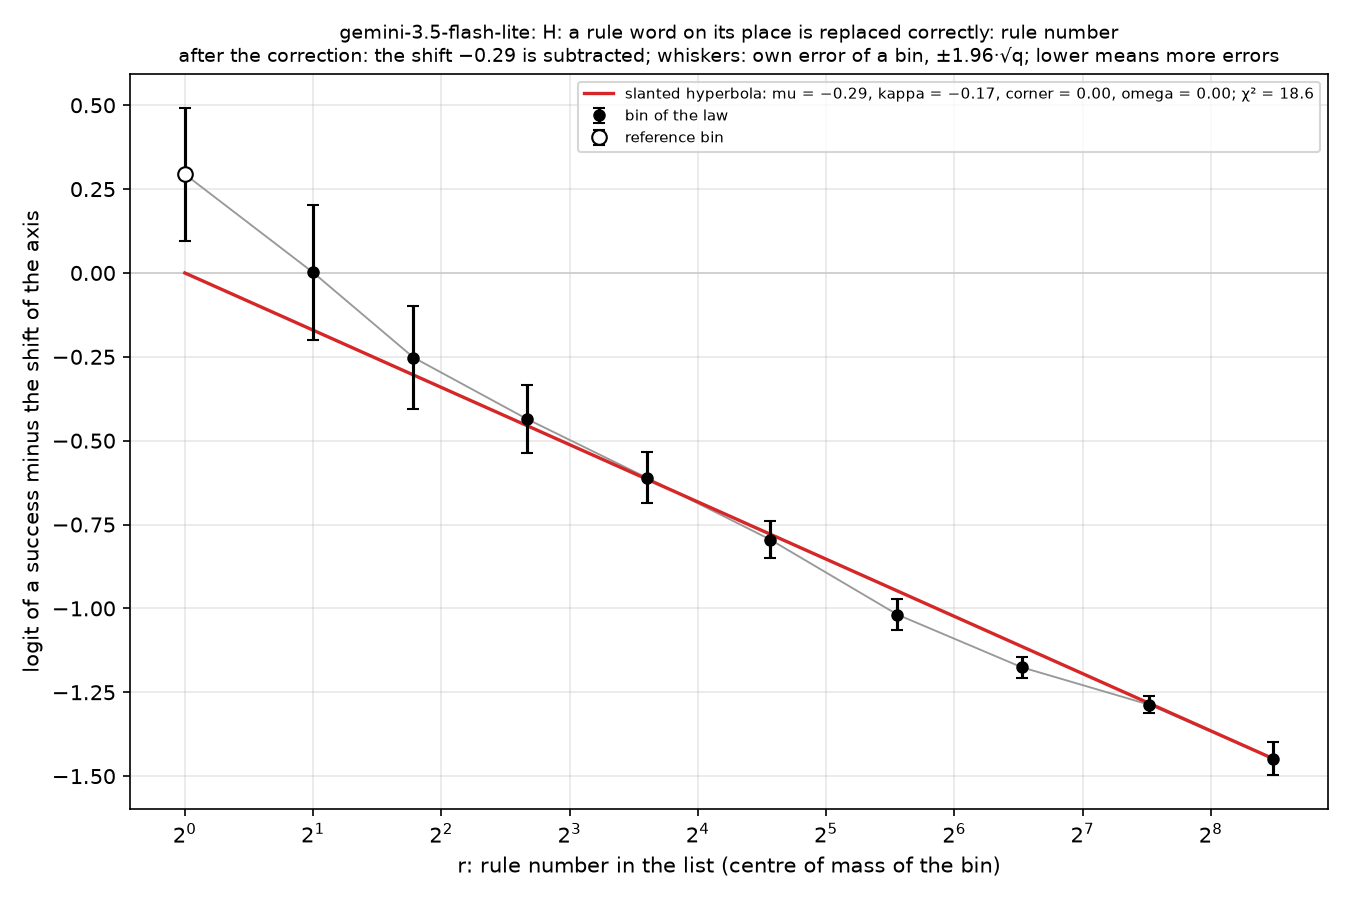 gemini-3.5-flash-lite: H: a rule word on its place is replaced correctly: rule number
after the correction: the shift −0.29 is subtracted; whiskers: own error of a bin, ±1.96·√q; lower means more errors
slanted hyperbola: mu = −0.29, kappa = −0.17, corner = 0.00, omega = 0.00; χ² = 18.6
bin of the law
reference bin
logit of a success minus the shift of the axis
0.50
0.25
0.00
−0.25
−0.50
−0.75
−1.00
−1.25
−1.50
2⁰ 2¹ 2² 2³ 2⁴ 2⁵ 2⁶ 2⁷ 2⁸
r: rule number in the list (centre of mass of the bin)